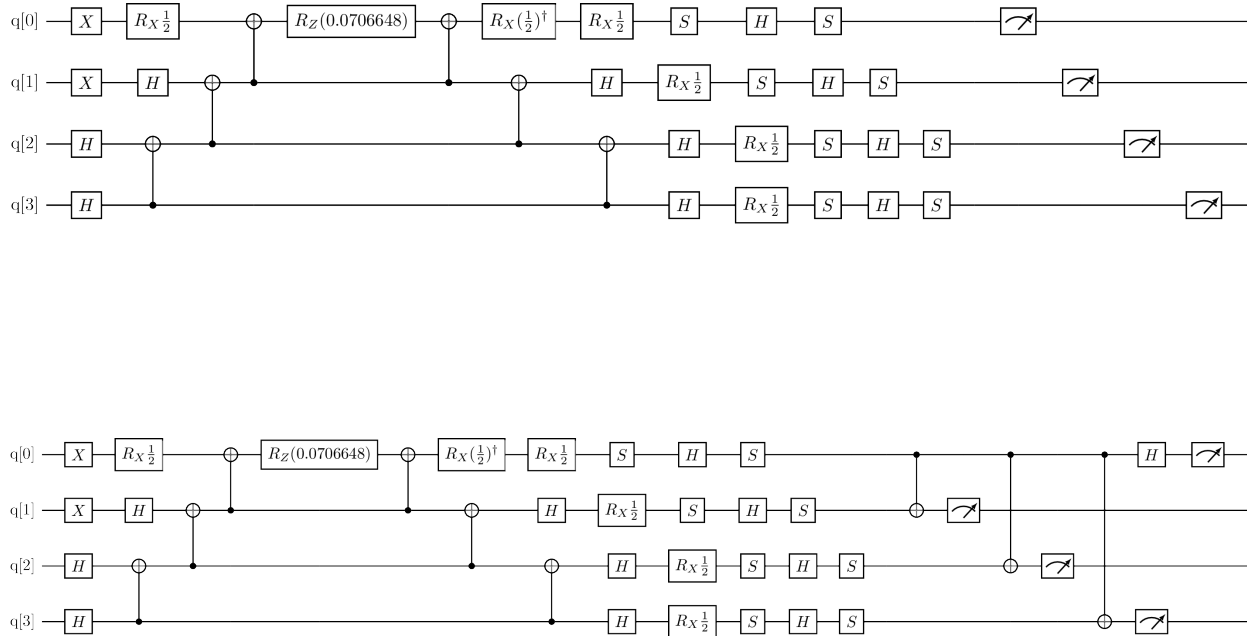 q[0] X R_X 1/2 R_Z(0.0706648) R_X(1/2)† R_X 1/2 S H S
q[1] X H H R_X 1/2 S H S
q[2] H H R_X 1/2 S H S
q[3] H H R_X 1/2 S H S
q[0] X R_X 1/2 R_Z(0.0706648) R_X(1/2)† R_X 1/2 S H S H
q[1] X H H R_X 1/2 S H S
q[2] H H R_X 1/2 S H S
q[3] H H R_X 1/2 S H S